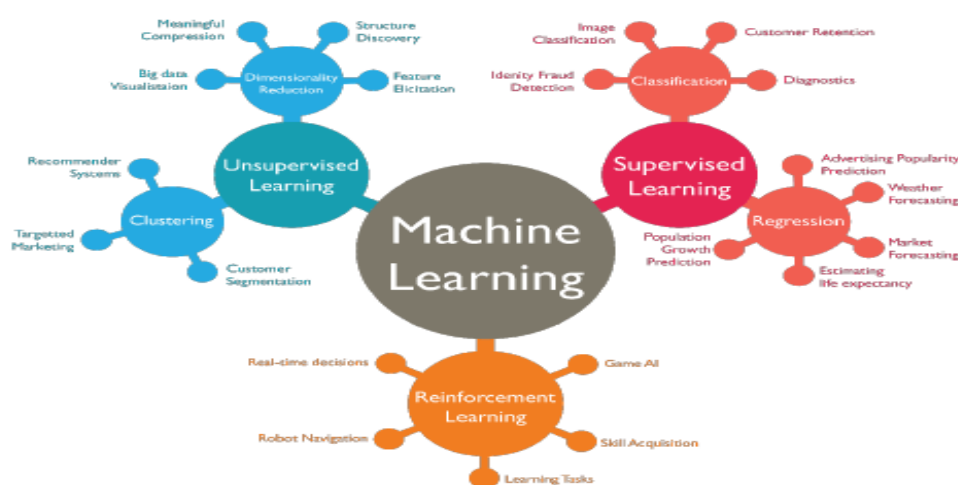 Meaningful
Compression
Structure
Discovery
Big data
Visualistaion
Dimensionality
Reduction
Feature
Elicitation
Unsupervised
Learning
Recommender
Systems
Clustering
Targetted
Marketing
Customer
Segmentation
Image
Classification
Customer Retention
Idenity Fraud
Detection
Classification
Diagnostics
Supervised
Learning
Advertising Popularity
Prediction
Weather
Forecasting
Regression
Population
Growth
Prediction
Market
Forecasting
Estimating
life expectancy
Machine
Learning
Real-time decisions
Game AI
Reinforcement
Learning
Robot Navigation
Skill Acquisition
Learning Tasks